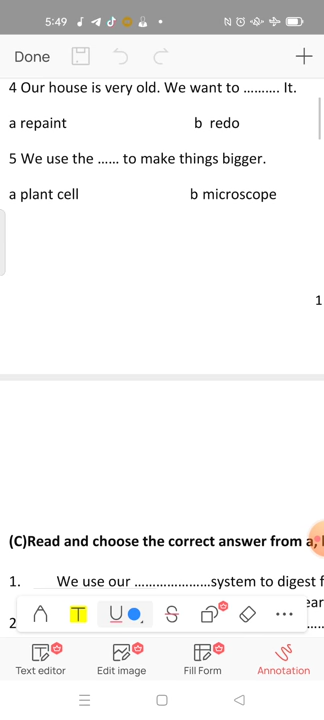 5:49
Done
4 Our house is very old. We want to .......... It.
a repaint b redo
5 We use the ...... to make things bigger.
a plant cell b microscope
1
(C)Read and choose the correct answer from a,
1. We use our .....................system to digest f
ear
2 .....
T U S
Text editor Edit image Fill Form Annotation